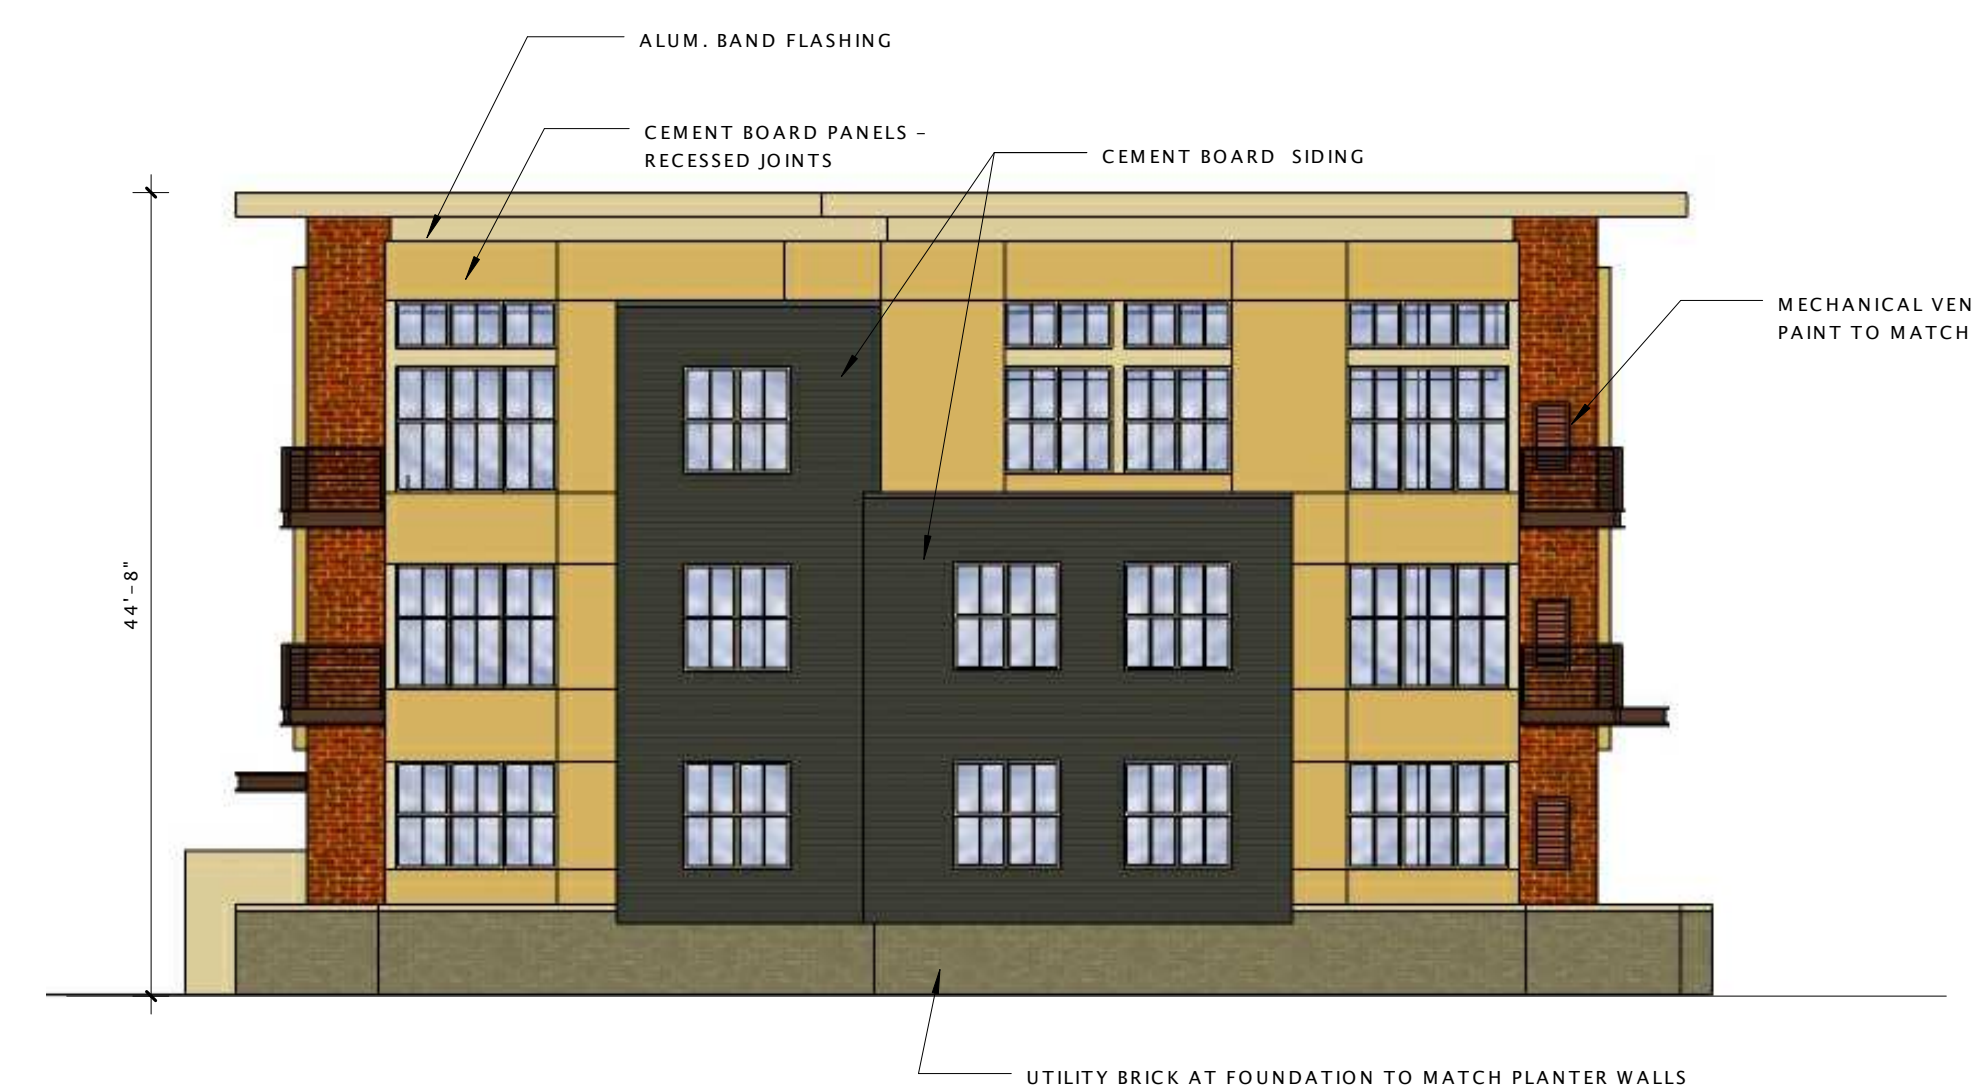 ALUM. BAND FLASHING
CEMENT BOARD PANELS –
RECESSED JOINTS
CEMENT BOARD SIDING
MECHANICAL VEN
PAINT TO MATCH
44'-8"
UTILITY BRICK AT FOUNDATION TO MATCH PLANTER WALLS